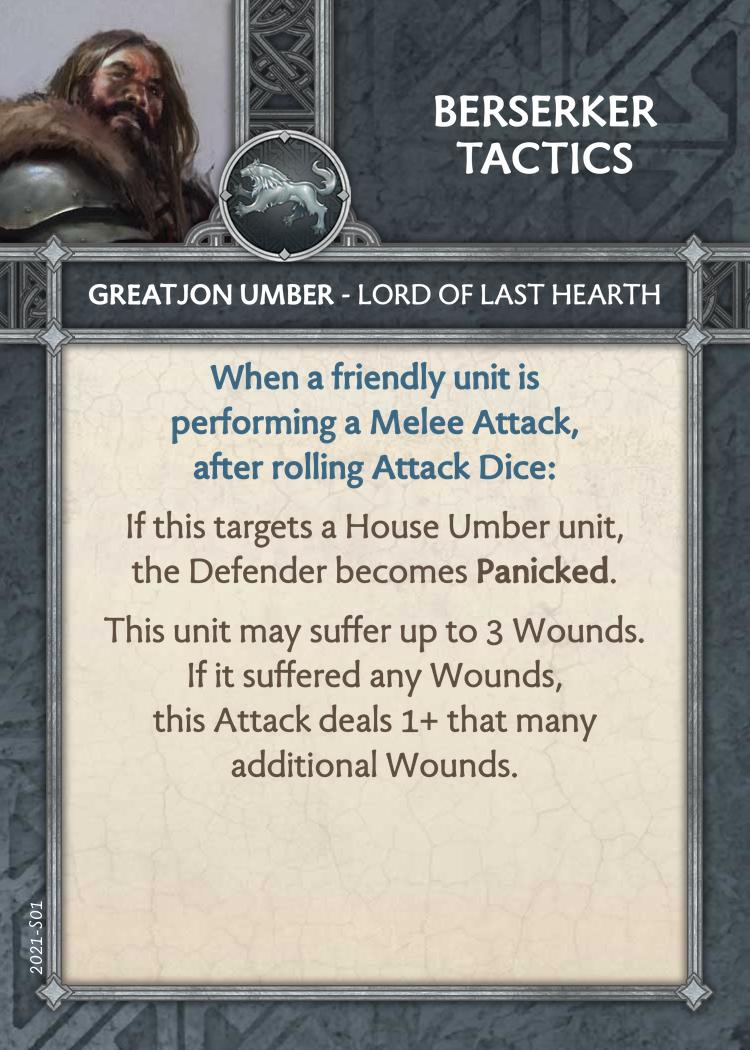 BERSERKER
TACTICS
GREATJON UMBER - LORD OF LAST HEARTH
When a friendly unit is
performing a Melee Attack,
after rolling Attack Dice:
If this targets a House Umber unit,
the Defender becomes Panicked.
This unit may suffer up to 3 Wounds.
If it suffered any Wounds,
this Attack deals 1+ that many
additional Wounds.
2021-S01